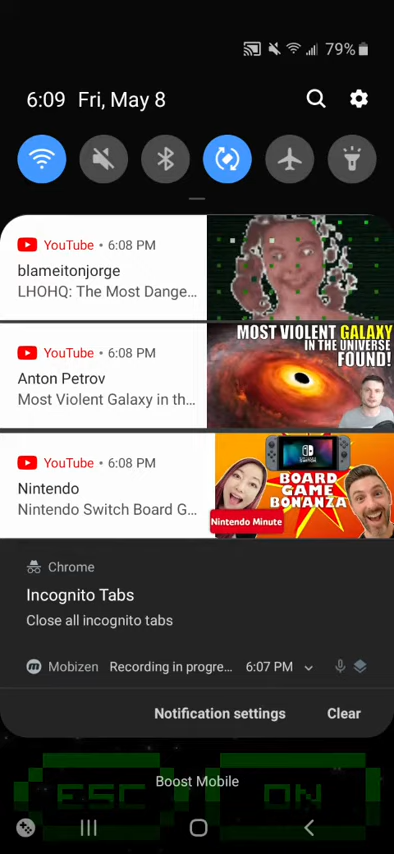 79%
6:09 Fri, May 8
YouTube • 6:08 PM
blameitonjorge
LHOHQ: The Most Dange...
YouTube • 6:08 PM
Anton Petrov
Most Violent Galaxy in th...
MOST VIOLENT GALAXY
IN THE UNIVERSE
FOUND!
YouTube • 6:08 PM
Nintendo
Nintendo Switch Board G...
BOARD
GAME
BONANZA
Nintendo Minute
Chrome
Incognito Tabs
Close all incognito tabs
Mobizen Recording in progre... 6:07 PM
Notification settings Clear
Boost Mobile
ESC ON